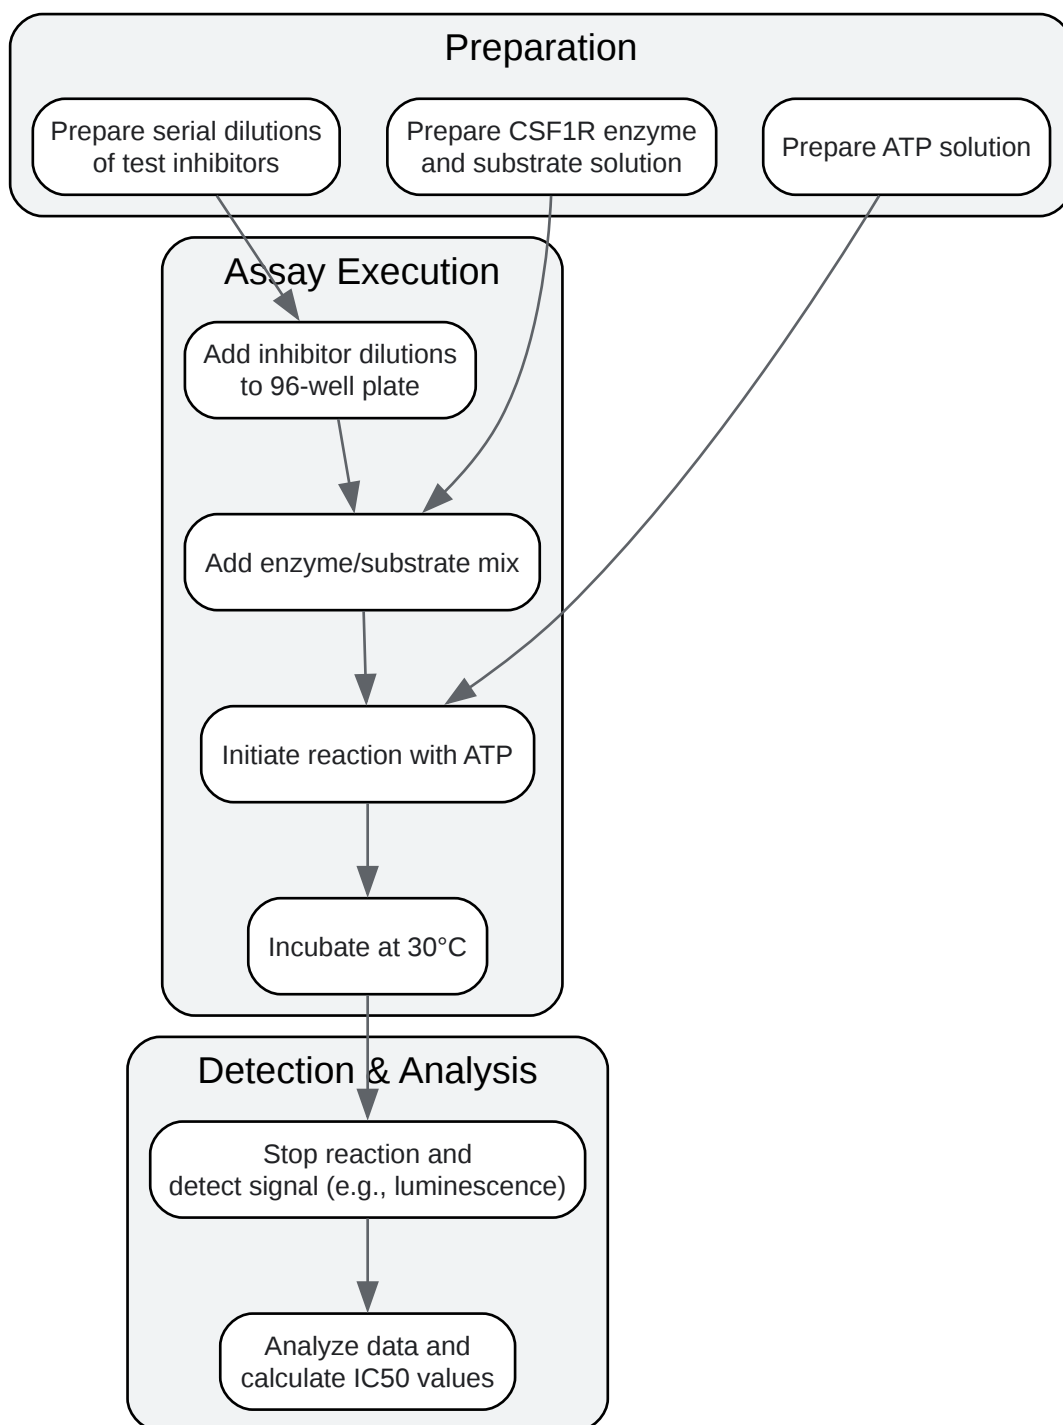 Preparation
Prepare serial dilutions
of test inhibitors
Prepare CSF1R enzyme
and substrate solution
Prepare ATP solution
Assay Execution
Add inhibitor dilutions
to 96-well plate
Add enzyme/substrate mix
Initiate reaction with ATP
Incubate at 30°C
Detection & Analysis
Stop reaction and
detect signal (e.g., luminescence)
Analyze data and
calculate IC50 values